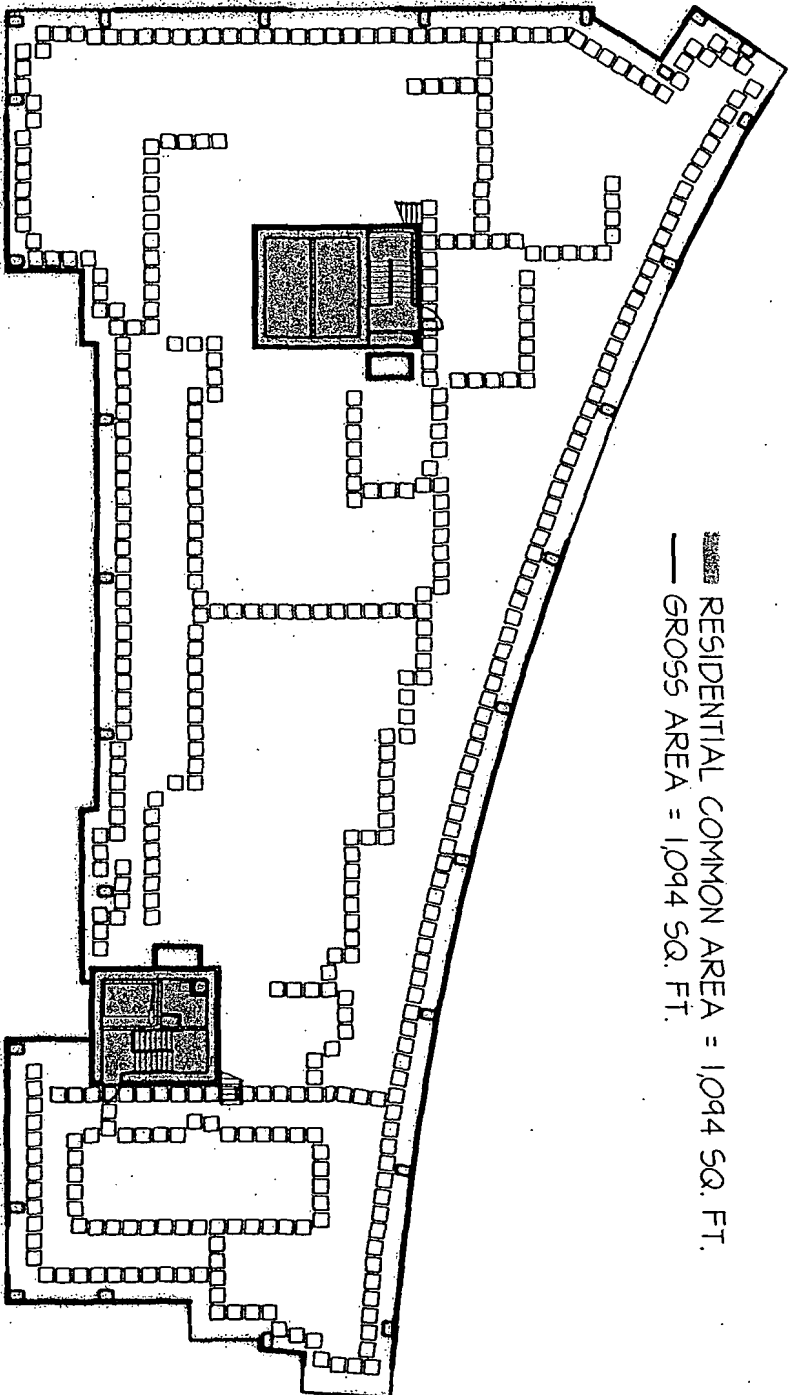 RESIDENTIAL COMMON AREA = 1,094 SQ. FT.
GROSS AREA = 1,094 SQ. FT.